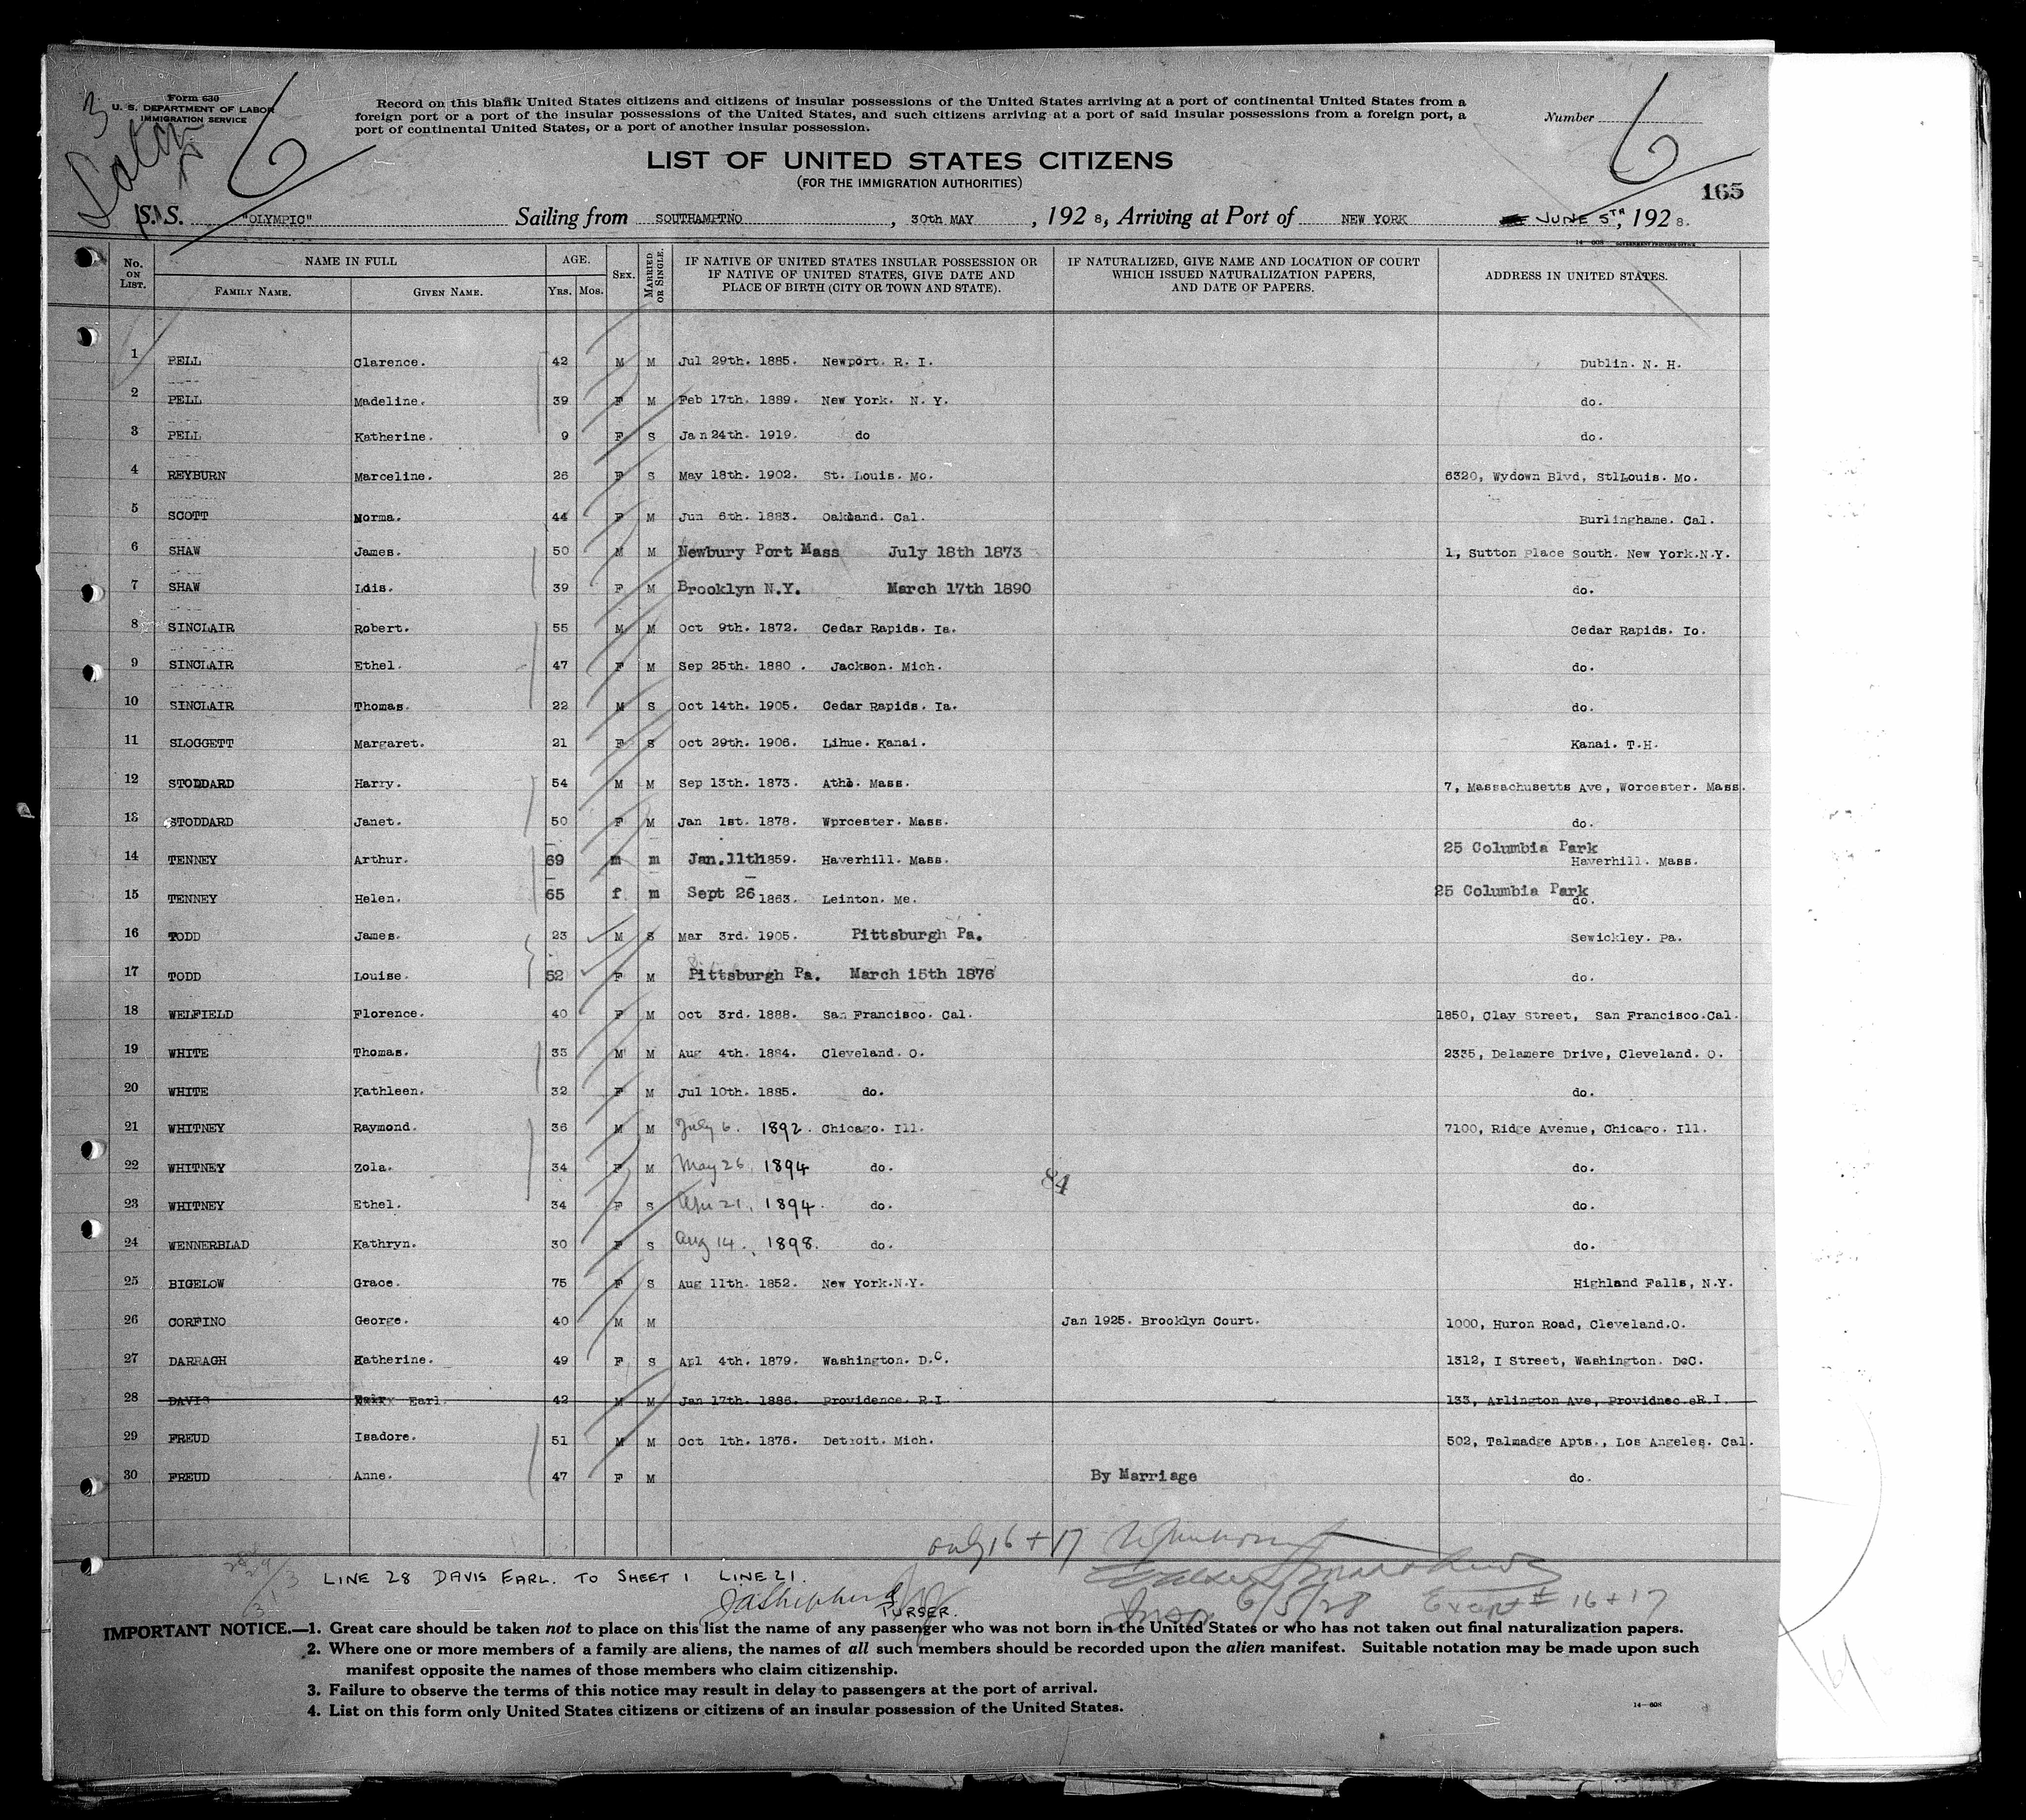 3
Form 630
U. S. DEPARTMENT OF LABOR
IMMIGRATION SERVICE
6
Record on this blank United States citizens and citizens of insular possessions of the United States arriving at a port of continental United States from a
foreign port or a port of the insular possessions of the United States, and such citizens arriving at a port of said insular possessions from a foreign port, a
port of continental United States, or a port of another insular possession.
Number
6
LIST OF UNITED STATES CITIZENS
(FOR THE IMMIGRATION AUTHORITIES)
165
S. S. "OLYMPIC" Sailing from SOUTHAMPTNO, 30th MAY, 192 8, Arriving at Port of NEW YORK JUNE 5TH, 192 8.
14—608 GOVERNMENT PRINTING OFFICE
No. ON LIST. NAME IN FULL FAMILY NAME. GIVEN NAME. AGE. Yrs. Mos. SEX. MARRIED OR SINGLE. IF NATIVE OF UNITED STATES INSULAR POSSESSION OR IF NATIVE OF UNITED STATES, GIVE DATE AND PLACE OF BIRTH (CITY OR TOWN AND STATE). IF NATURALIZED, GIVE NAME AND LOCATION OF COURT WHICH ISSUED NATURALIZATION PAPERS, AND DATE OF PAPERS. ADDRESS IN UNITED STATES.
1 PELL Clarence. 42 M M Jul 29th. 1885. Newport. R. I. Dublin. N. H.
2 PELL Madeline. 39 F M Feb 17th. 1889. New York. N. Y. do.
3 PELL Katherine. 9 F S Jan 24th. 1919. do do.
4 REYBURN Marceline. 26 F S May 18th. 1902. St. Louis. Mo. 6320, Wydown Blvd, StlLouis. Mo.
5 SCOTT Norma. 44 F M Jun 6th. 1883. Oakland. Cal. Burlinghame. Cal.
6 SHAW James. 50 M M Newbury Port Mass July 18th 1873 1, Sutton Place South. New York.N.Y.
7 SHAW Lois. 39 F M Brooklyn N.Y. March 17th 1890 do.
8 SINCLAIR Robert. 55 M M Oct 9th. 1872. Cedar Rapids. Ia. Cedar Rapids. Io.
9 SINCLAIR Ethel. 47 F M Sep 25th. 1880 . Jackson. Mich. do.
10 SINCLAIR Thomas. 22 M S Oct 14th. 1905. Cedar Rapids. Ia. do.
11 SLOGGETT Margaret. 21 F S Oct 29th. 1906. Lihue. Kanai. Kanai. T.H.
12 STODDARD Harry. 54 M M Sep 13th. 1873. Athl. Mass. 7, Massachusetts Ave, Worcester. Mass.
13 STODDARD Janet. 50 F M Jan 1st. 1878. Wprcester. Mass. do.
14 TENNEY Arthur. 69 m m Jan.11th1859. Haverhill. Mass. 25 Columbia Park Haverhill. Mass.
15 TENNEY Helen. 65 f m Sept 26 1863. Leinton. Me. 25 Columbia Park do.
16 TODD James. 23 M S Mar 3rd. 1905. Pittsburgh Pa. Sewickley. Pa.
17 TODD Louise. 52 F M Pittsburgh Pa. March 15th 1876 do.
18 WELFIELD Florence. 40 F M Oct 3rd. 1888. San Francisco. Cal. 1850, Clay Street, San Francisco.Cal.
19 WHITE Thomas. 33 M M Aug 4th. 1884. Cleveland. O. 2335, Delamere Drive, Cleveland. O.
20 WHITE Kathleen. 32 F M Jul 10th. 1885. do. do.
21 WHITNEY Raymond. 36 M M July 6. 1892. Chicago. Ill. 7100, Ridge Avenue, Chicago. Ill.
22 WHITNEY Zola. 34 F M May 26, 1894 do. do.
84
23 WHITNEY Ethel. 34 F S Apr 21, 1894. do. do.
24 WENNERBLAD Kathryn. 30 F S Aug 14, 1898. do. do.
25 BIGELOW Grace. 75 F S Aug 11th. 1852. New York.N.Y. Highland Falls, N.Y.
26 CORFINO George. 40 M M Jan 1925. Brooklyn Court. 1000, Huron Road, Cleveland.O.
27 DARRAGH Katherine. 49 F S Apl 4th. 1879. Washington. D.C. 1312, I Street, Washington. D&C.
28 DAVIS Earl. 42 M M Jan 17th. 1886. Providence. R.I. 133, Arlington Ave, Providnec.eR.I.
29 FREUD Isadore. 51 M M Oct 1th. 1876. Detroit. Mich. 502, Talmadge Apts., Los Angeles. Cal.
30 FREUD Anne. 47 F M By Marriage do.
only 16 + 17
LINE 28 DAVIS EARL. TO SHEET 1 LINE 21.
PURSER.
6/5/28 Except # 16 + 17
IMPORTANT NOTICE.—1. Great care should be taken not to place on this list the name of any passenger who was not born in the United States or who has not taken out final naturalization papers.
2. Where one or more members of a family are aliens, the names of all such members should be recorded upon the alien manifest. Suitable notation may be made upon such
manifest opposite the names of those members who claim citizenship.
3. Failure to observe the terms of this notice may result in delay to passengers at the port of arrival.
4. List on this form only United States citizens or citizens of an insular possession of the United States.
14—608